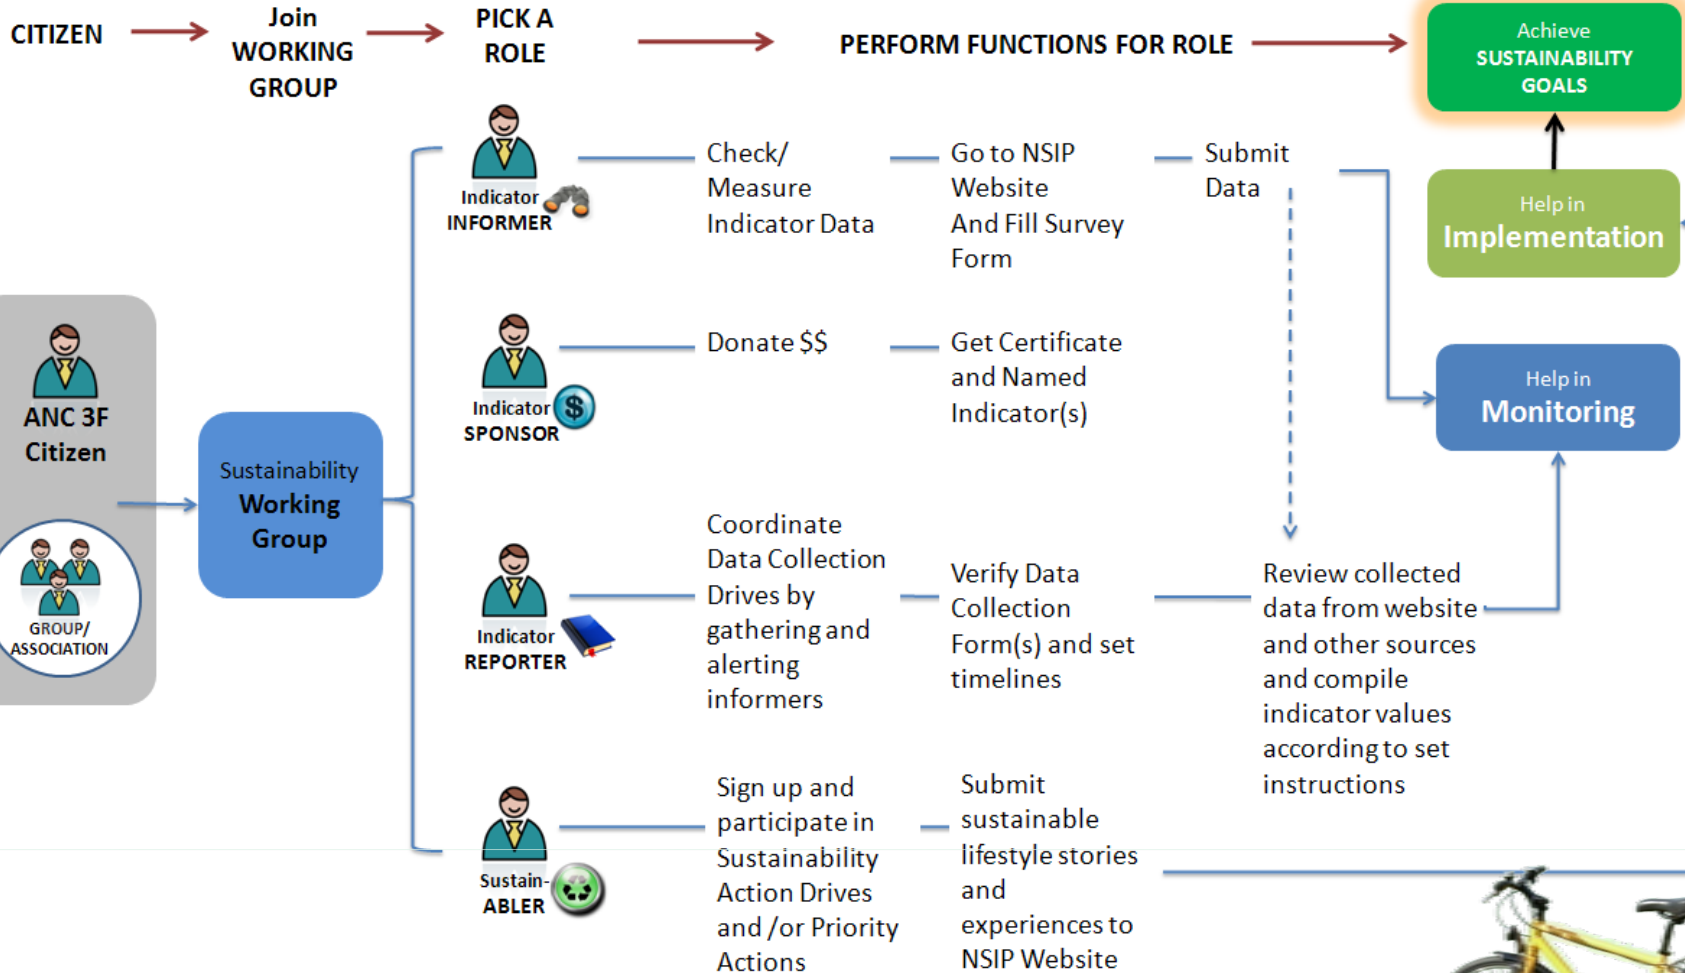 CITIZEN
Join
WORKING
GROUP
PICK A
ROLE
PERFORM FUNCTIONS FOR ROLE
Achieve
SUSTAINABILITY
GOALS
Indicator
INFORMER
Check/
Measure
Indicator Data
Go to NSIP
Website
And Fill Survey
Form
Submit
Data
Help in
Implementation
ANC 3F
Citizen
GROUP/
ASSOCIATION
Sustainability
Working
Group
Indicator
SPONSOR
$
Donate $$
Get Certificate
and Named
Indicator(s)
Help in
Monitoring
Indicator
REPORTER
Coordinate
Data Collection
Drives by
gathering and
alerting
informers
Verify Data
Collection
Form(s) and set
timelines
Review collected
data from website
and other sources
and compile
indicator values
according to set
instructions
Sustain-
ABLER
Sign up and
participate in
Sustainability
Action Drives
and /or Priority
Actions
Submit
sustainable
lifestyle stories
and
experiences to
NSIP Website